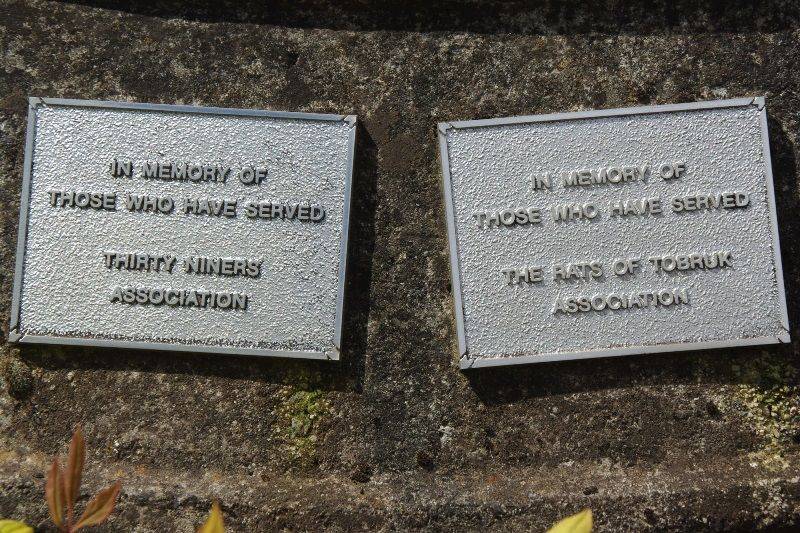 IN MEMORY OF
THOSE WHO HAVE SERVED
THIRTY NINERS'
ASSOCIATION
IN MEMORY OF
THOSE WHO HAVE SERVED
THE RATS OF TOBRUK
ASSOCIATION